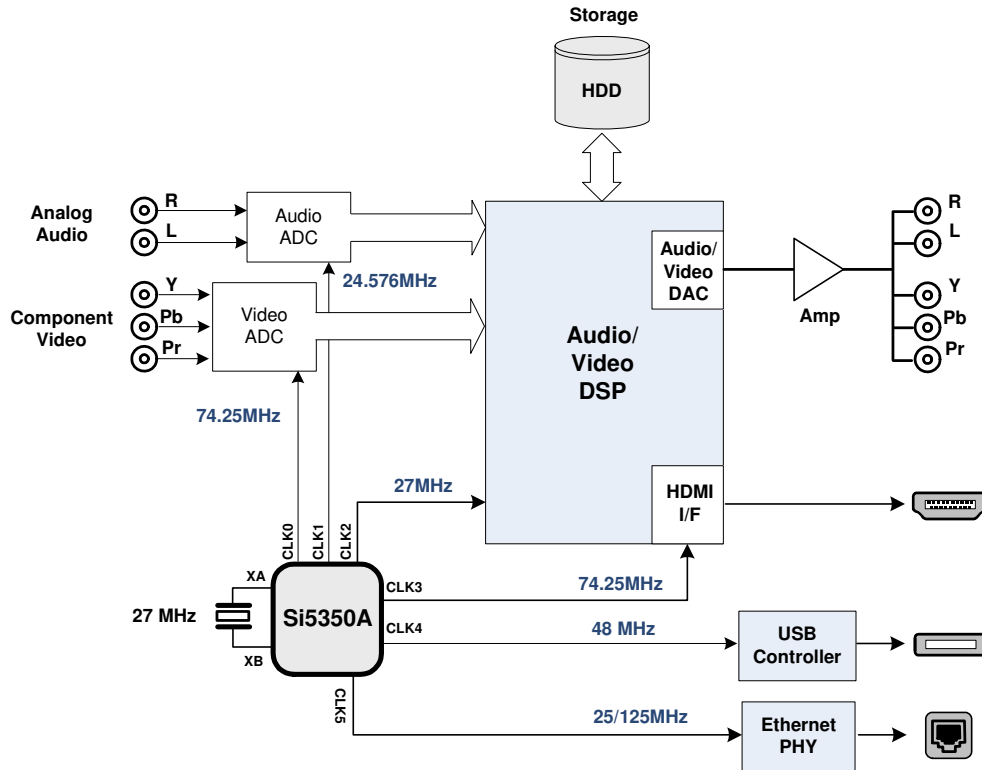 Storage
HDD
Analog
Audio
R
L
Audio
ADC
24.576MHz
Component
Video
Y
Pb
Pr
Video
ADC
74.25MHz
Audio/
Video
DSP
Audio/
Video
DAC
Amp
R
L
Y
Pb
Pr
27MHz
HDMI
I/F
CLK0
CLK1
CLK2
XA
27 MHz
XB
Si5350A
CLK3
74.25MHz
CLK4
48 MHz
USB
Controller
CLK5
25/125MHz
Ethernet
PHY